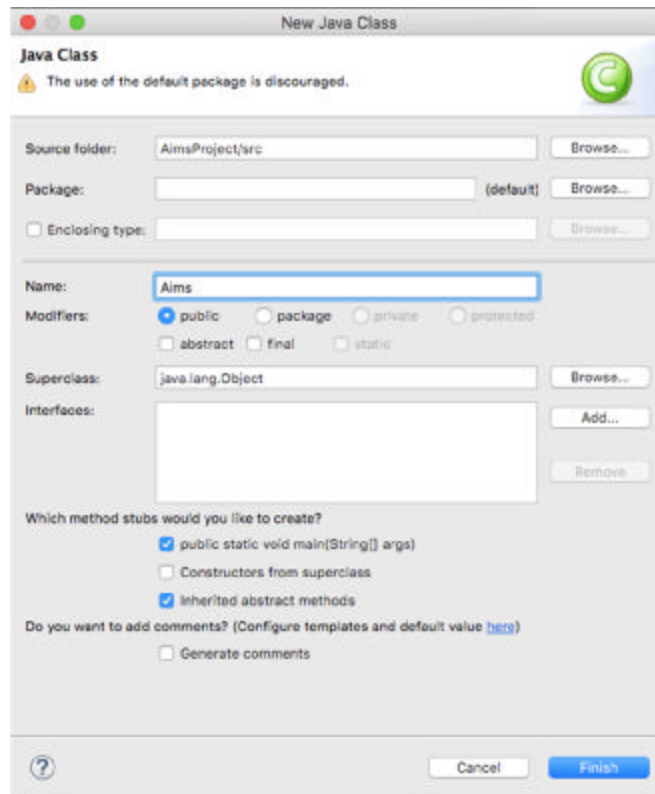 New Java Class
Java Class
The use of the default package is discouraged.
C
Source folder: AimsProject/src Browse...
Package: (default) Browse...
Enclosing type: Browse...
Name: Aims
Modifiers: public package private protected
abstract final static
Superclass: java.lang.Object Browse...
Interfaces: Add...
Remove
Which method stubs would you like to create?
public static void main(String[] args)
Constructors from superclass
Inherited abstract methods
Do you want to add comments? (Configure templates and default value here)
Generate comments
? Cancel Finish